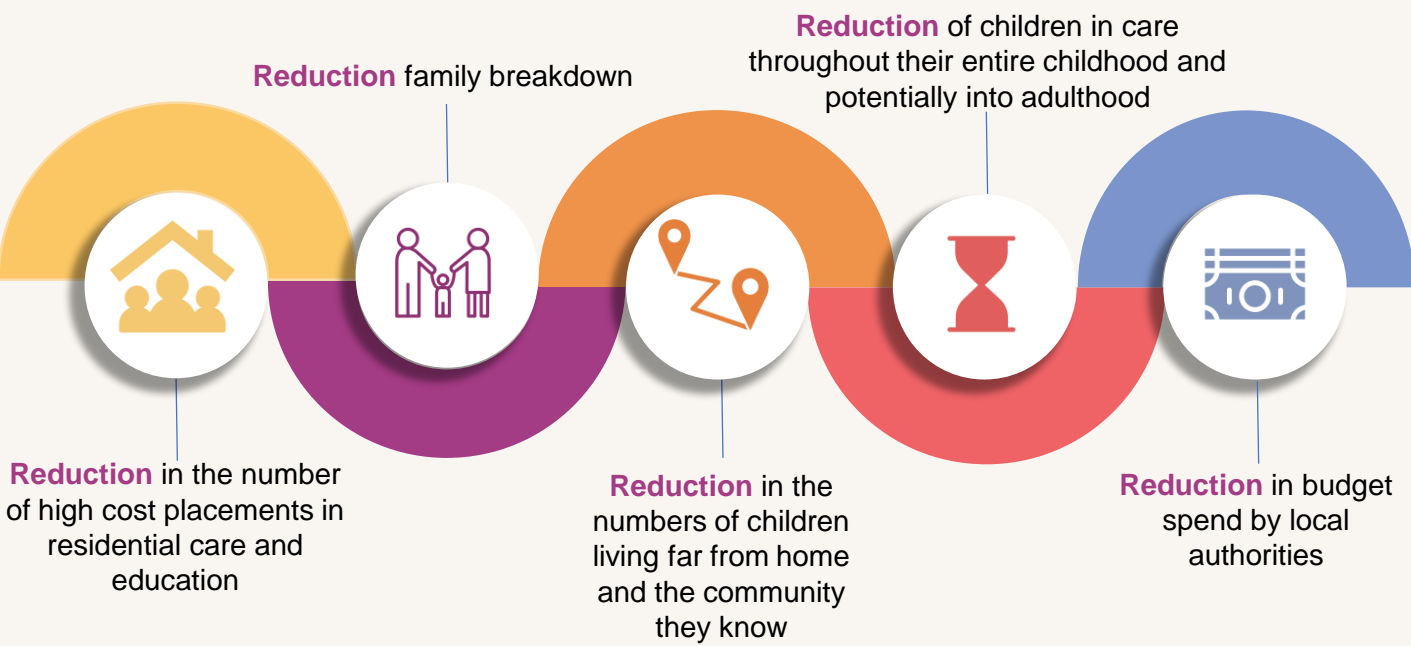 Reduction in the number
of high cost placements in
residential care and
education
Reduction family breakdown
Reduction in the
numbers of children
living far from home
and the community
they know
Reduction of children in care
throughout their entire childhood and
potentially into adulthood
Reduction in budget
spend by local
authorities